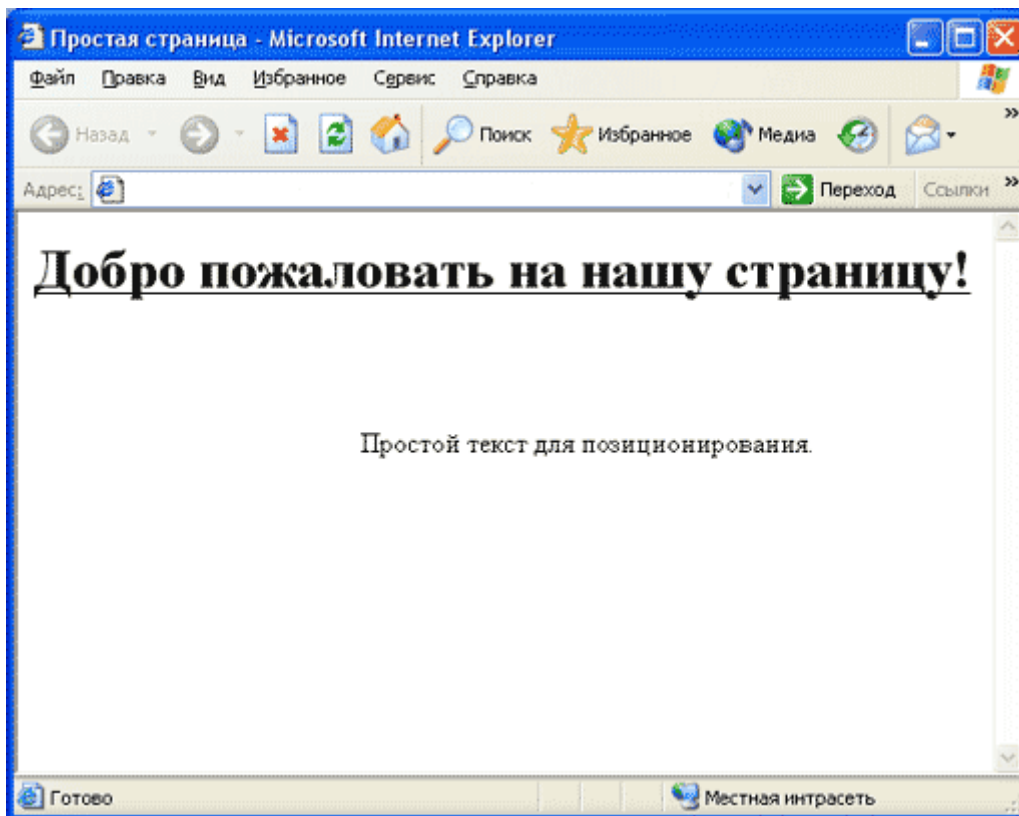 Простая страница - Microsoft Internet Explorer
Файл Правка Вид Избранное Сервис Справка
Назад Поиск Избранное Медиа »
Адрес: Переход Ссылки »
Добро пожаловать на нашу страницу!
Простой текст для позиционирования.
Готово Местная интрасеть